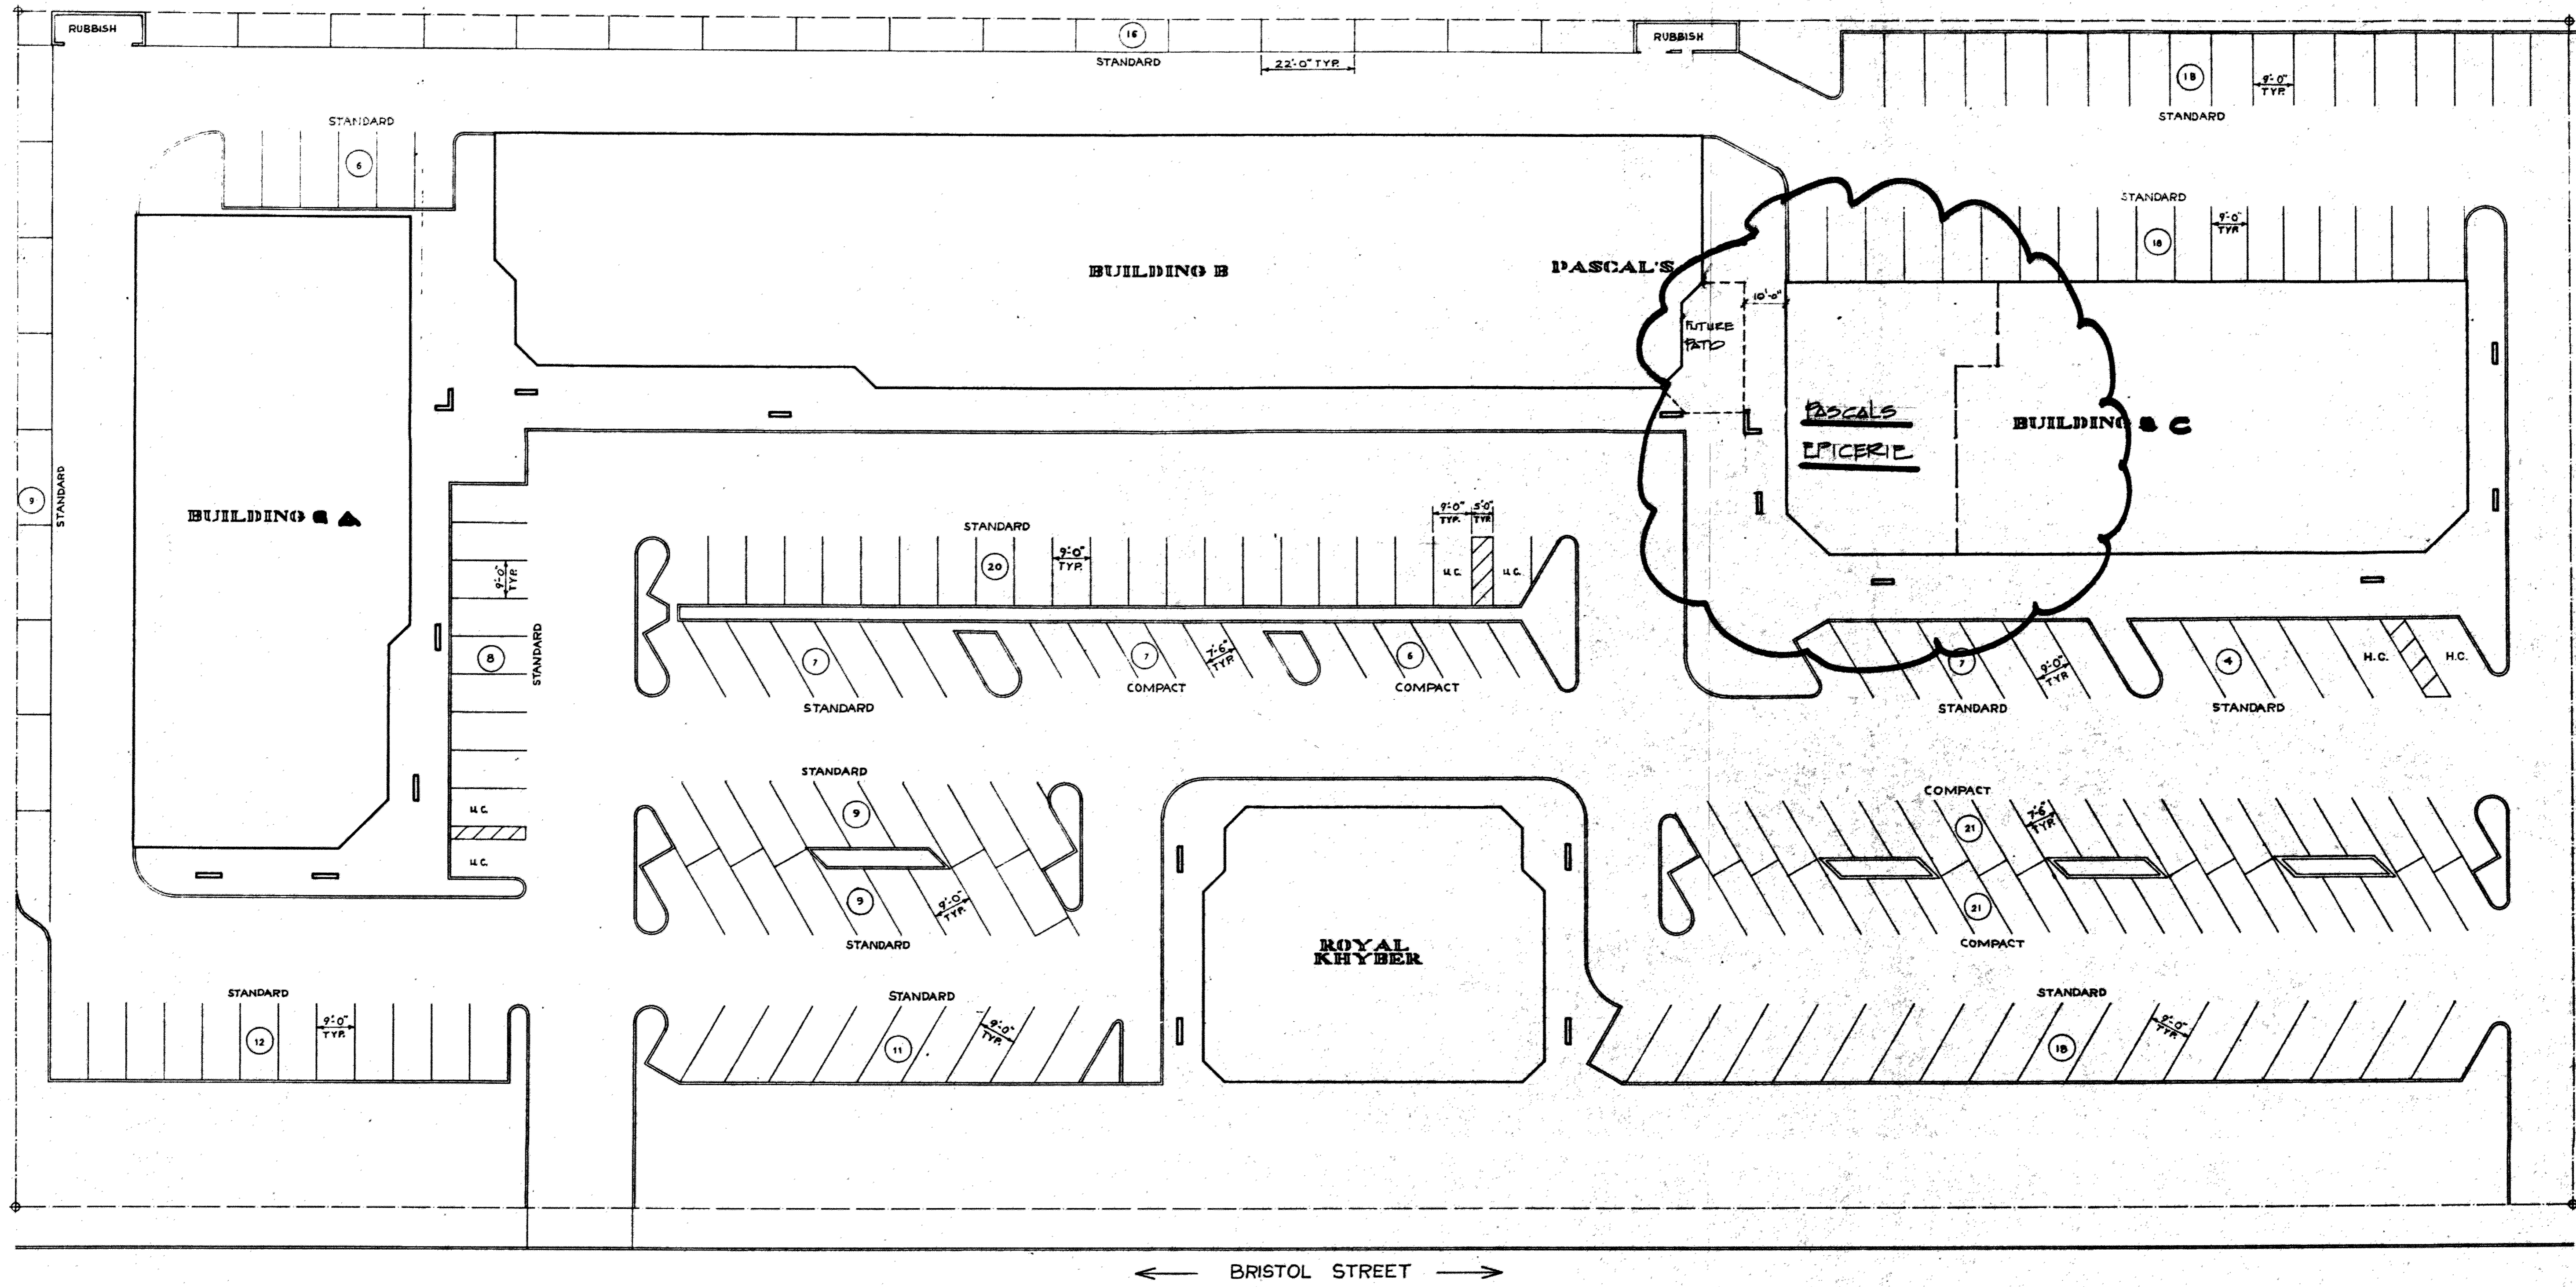 RUBBISH
16
STANDARD
22'-0" TYP.
RUBBISH
18
9'-0"
TYP.
STANDARD
STANDARD
6
STANDARD
9'-0"
TYP.
18
BUILDING B
PASCAL'S
10'-0"
FUTURE
PATIO
PASCALS
EPICERIE
BUILDING C
9
STANDARD
BUILDING A
9'-0"
TYP.
8
STANDARD
H.C.
H.C.
STANDARD
20
9'-0"
TYP.
9'-0"
TYP.
5'-0"
TYP.
H.C.
H.C.
7
STANDARD
7
7'-6"
TYP.
COMPACT
6
COMPACT
7
9'-0"
TYP.
STANDARD
4
STANDARD
H.C.
H.C.
STANDARD
9
9
9'-0"
TYP.
STANDARD
COMPACT
21
7'-6"
TYP.
21
COMPACT
ROYAL
KHYBER
STANDARD
12
9'-0"
TYP.
STANDARD
11
9'-0"
TYP.
STANDARD
18
9'-0"
TYP.
BRISTOL STREET